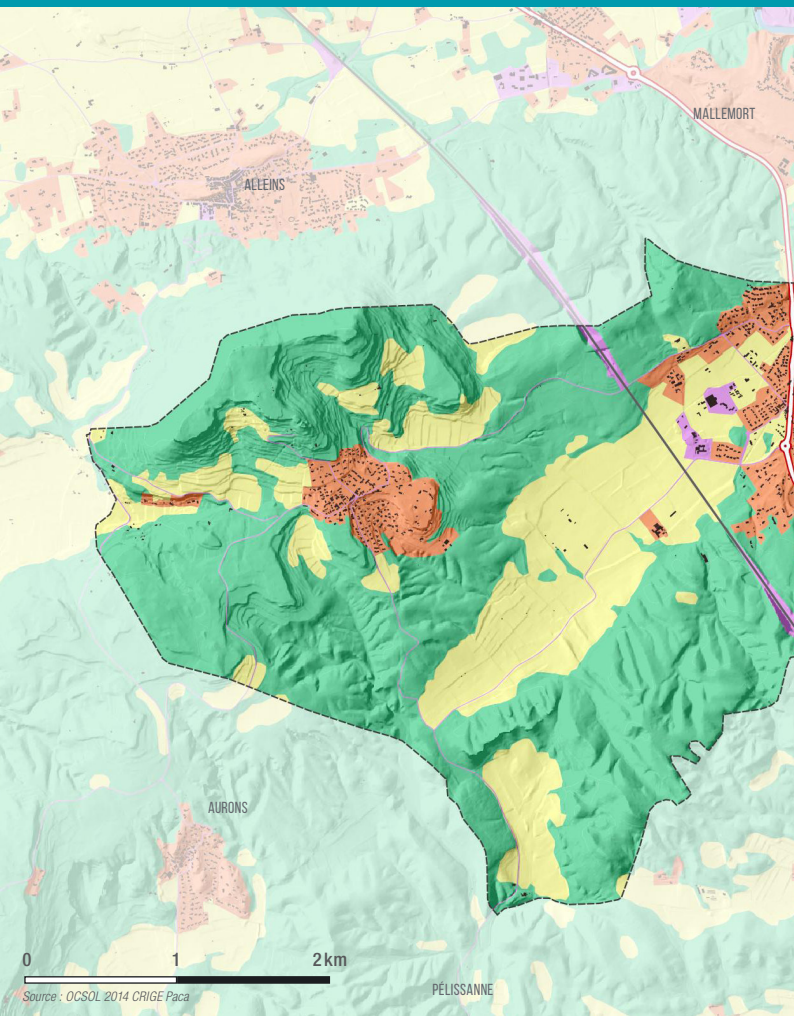 MALLEMORT
ALLEINS
AURONS
0 1 2 km
Source : OCSOL 2014 CRIGE Paca
PÉLISSANNE